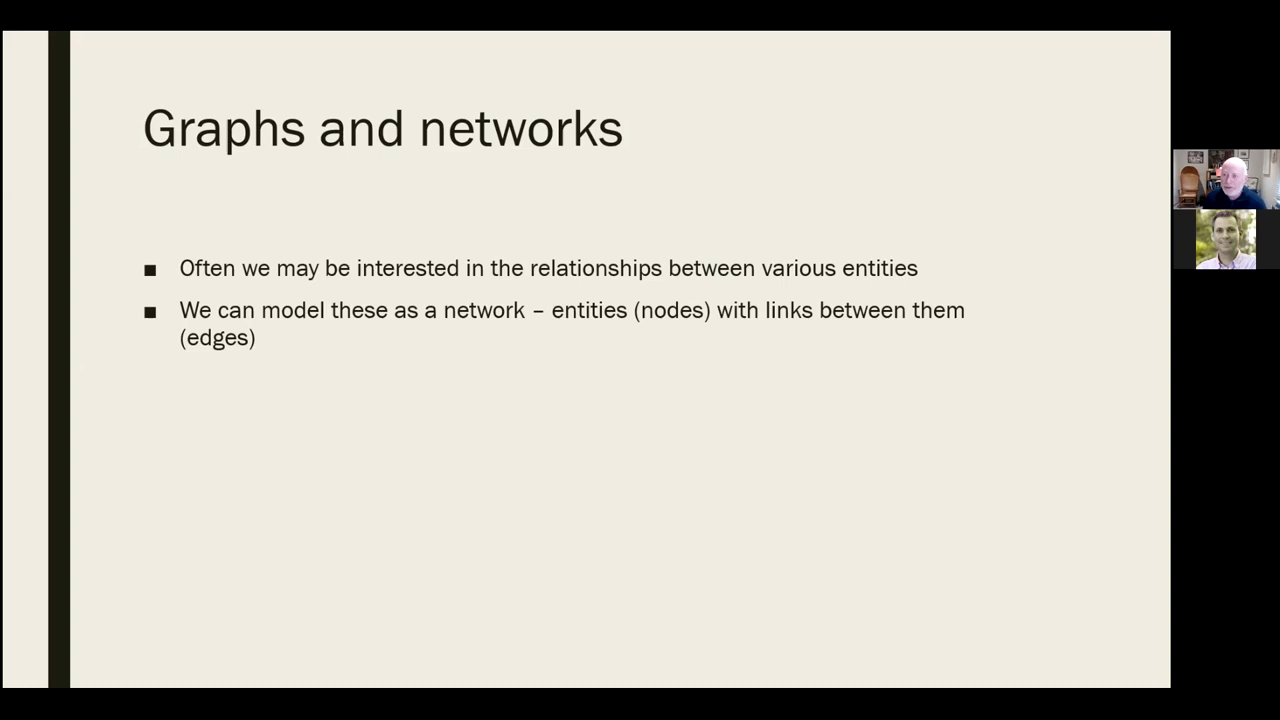 Graphs and networks
■ Often we may be interested in the relationships between various entities
■ We can model these as a network – entities (nodes) with links between them
(edges)